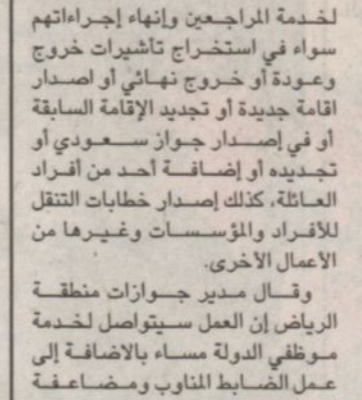 لخدمة المراجعين وإنهاء إجراءاتهم
سواء في استخراج تأشيرات خروج
وعودة أو خروج نهائي أو اصدار
اقامة جديدة أو تجديد الإقامة السابقة
أو في إصدار جواز سعودي أو
تجديده أو إضافة أحد من أفراد
العائلة، كذلك إصدار خطابات التنقل
للأفراد والمؤسسات وغيرها من
الأعمال الأخرى.
وقال مدير جوازات منطقة
الرياض إن العمل سيتواصل لخدمة
موظفي الدولة مساء بالاضافة إلى
عمل الضابط المناوب ومضاعفة